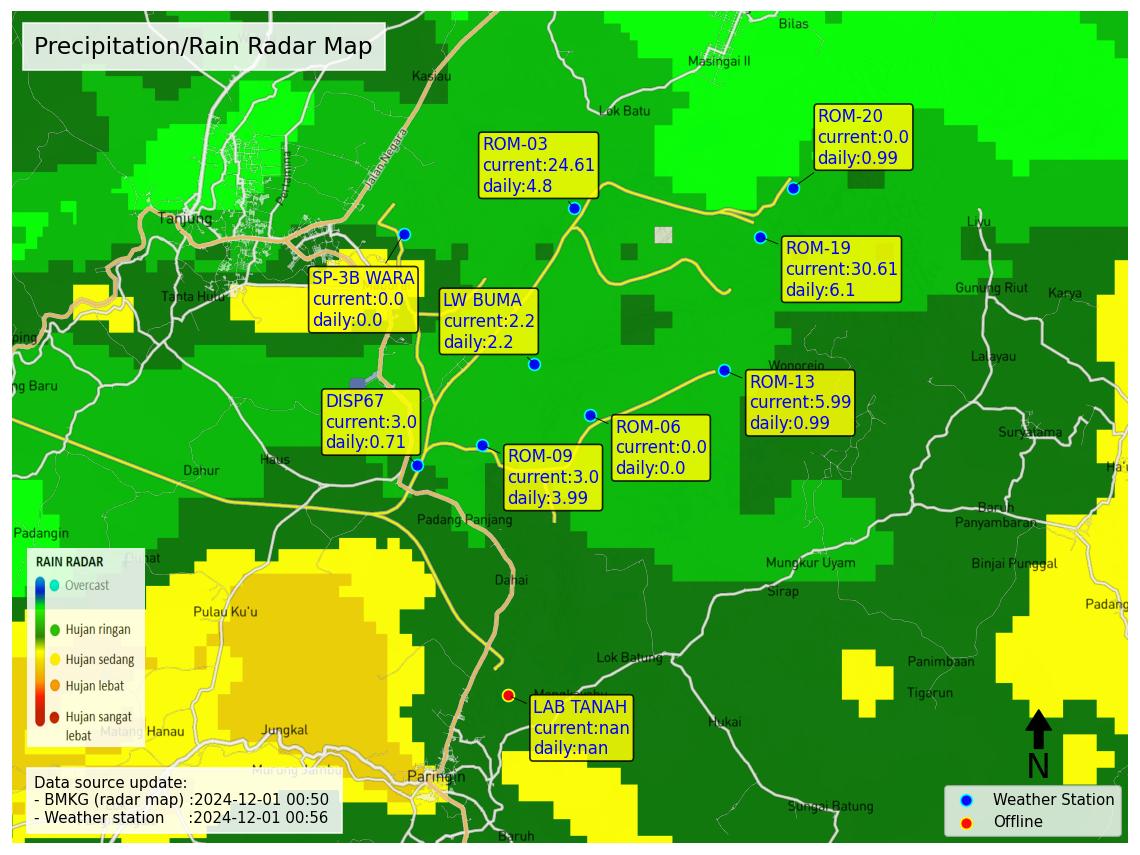 Precipitation/Rain Radar Map
Bilas
Masingai II
Kasiau
Lok Batu
Jalan Negara
Pertamina
Tanjung
Tanta Hulu
ROM-20
current:0.0
daily:0.99
ROM-03
current:24.61
daily:4.8
ROM-19
current:30.61
daily:6.1
SP-3B WARA
current:0.0
daily:0.0
LW BUMA
current:2.2
daily:2.2
Liyu
Gunung Riut
Karya
Lalayau
Wonorejo
ping
ng Baru
ROM-13
current:5.99
daily:0.99
DISP67
current:3.0
daily:0.71
ROM-06
current:0.0
daily:0.0
ROM-09
current:3.0
daily:3.99
Suryatama
Ha'u
Dahur
Haus
Padang Panjang
Baruh
Panyambaran
Padangin
Mungkur Uyam
Binjai Punggal
Dahai
Sirap
Padang
Pulau Ku'u
RAIN RADAR
Overcast
Hujan ringan
Hujan sedang
Hujan lebat
Hujan sangat
lebat
Lok Batung
Panimbaan
Tigarun
LAB TANAH
current:nan
daily:nan
Hukai
Matang Hanau
Jungkal
Murung Jambu
Paringin
Sungai Batung
Baruh
Data source update:
- BMKG (radar map) :2024-12-01 00:50
- Weather station :2024-12-01 00:56
N
Weather Station
Offline